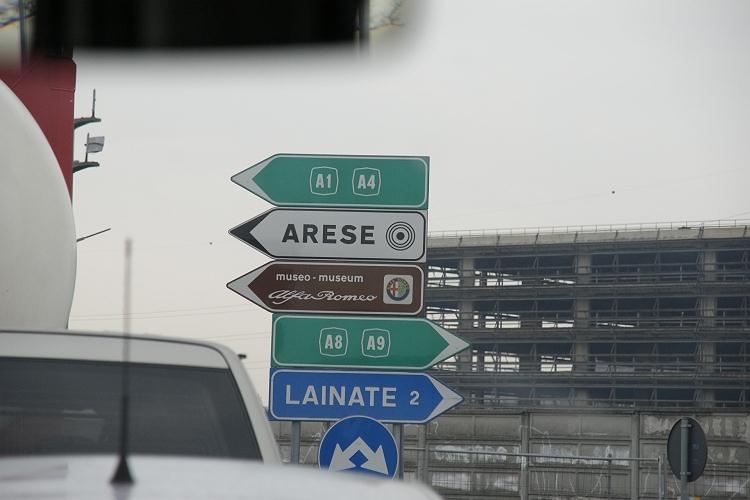 A1 A4
ARESE
museo - museum
Alfa Romeo
A8 A9
LAINATE 2